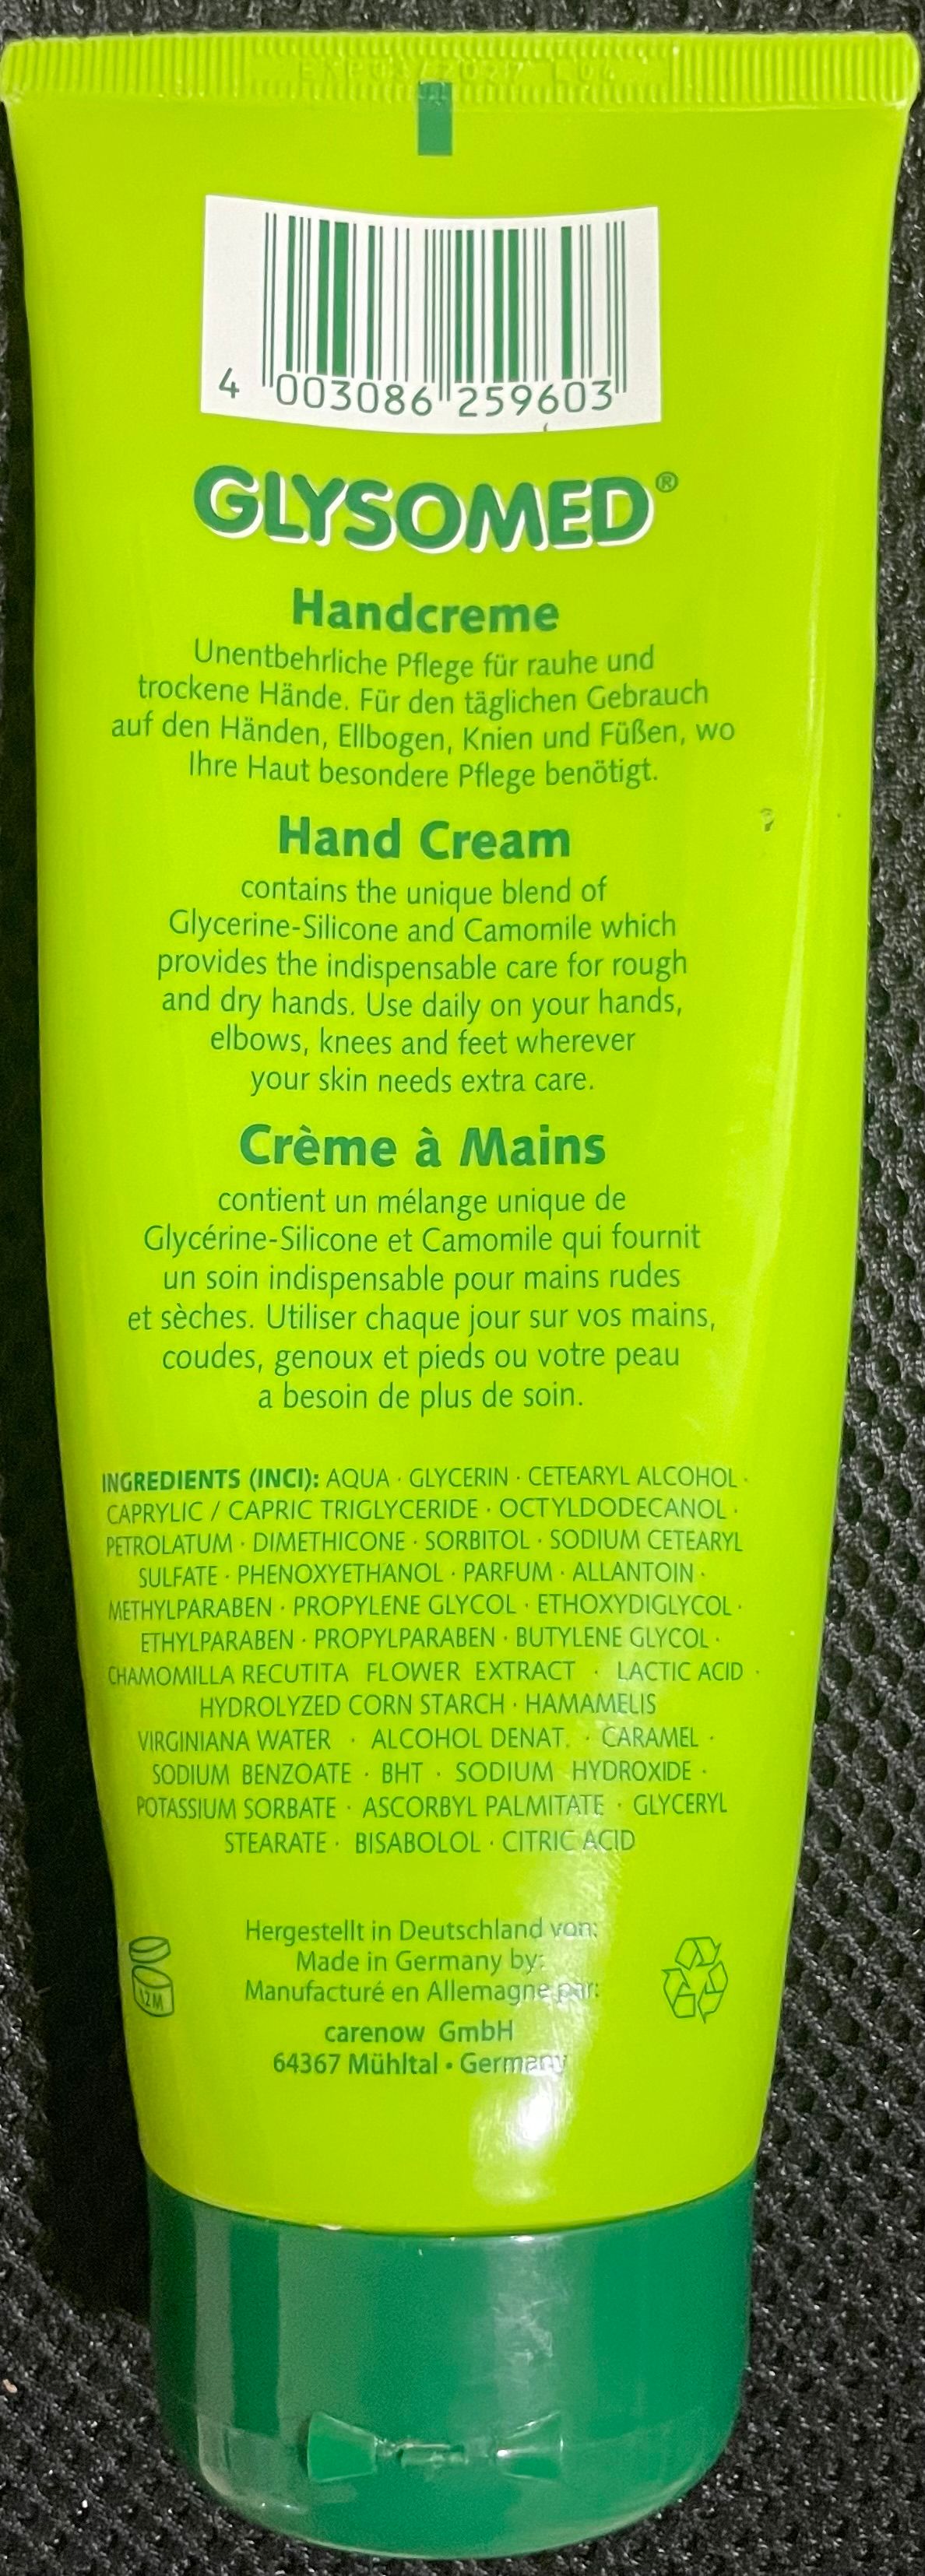 4 003086 259603
GLYSOMED®
Handcreme
Unentbehrliche Pflege für rauhe und
trockene Hände. Für den täglichen Gebrauch
auf den Händen, Ellbogen, Knien und Füßen, wo
Ihre Haut besondere Pflege benötigt.
Hand Cream
contains the unique blend of
Glycerine-Silicone and Camomile which
provides the indispensable care for rough
and dry hands. Use daily on your hands,
elbows, knees and feet wherever
your skin needs extra care.
Crème à Mains
contient un mélange unique de
Glycérine-Silicone et Camomile qui fournit
un soin indispensable pour mains rudes
et sèches. Utiliser chaque jour sur vos mains,
coudes, genoux et pieds ou votre peau
a besoin de plus de soin.
INGREDIENTS (INCI): AQUA · GLYCERIN · CETEARYL ALCOHOL ·
CAPRYLIC / CAPRIC TRIGLYCERIDE · OCTYLDODECANOL ·
PETROLATUM · DIMETHICONE · SORBITOL · SODIUM CETEARYL
SULFATE · PHENOXYETHANOL · PARFUM · ALLANTOIN ·
METHYLPARABEN · PROPYLENE GLYCOL · ETHOXYDIGLYCOL ·
ETHYLPARABEN · PROPYLPARABEN · BUTYLENE GLYCOL ·
CHAMOMILLA RECUTITA FLOWER EXTRACT · LACTIC ACID ·
HYDROLYZED CORN STARCH · HAMAMELIS
VIRGINIANA WATER · ALCOHOL DENAT. · CARAMEL ·
SODIUM BENZOATE · BHT · SODIUM HYDROXIDE ·
POTASSIUM SORBATE · ASCORBYL PALMITATE · GLYCERYL
STEARATE · BISABOLOL · CITRIC ACID
Hergestellt in Deutschland von:
Made in Germany by:
Manufacturé en Allemagne par:
12M
carenow GmbH
64367 Mühltal • Germany